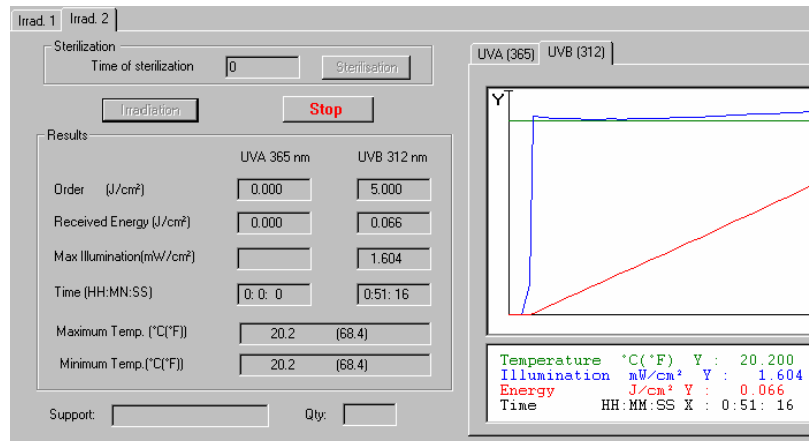 Irrad. 1 Irrad. 2
Sterilization
Time of sterilization 0 Sterilisation
Irradiation Stop
Results
UVA 365 nm UVB 312 nm
Order (J/cm²) 0.000 5.000
Received Energy (J/cm²) 0.000 0.066
Max Illumination(mW/cm²) 1.604
Time (HH:MN:SS) 0: 0: 0 0:51: 16
Maximum Temp. (°C(°F)) 20.2 (68.4)
Minimum Temp.(°C(°F)) 20.2 (68.4)
Support: Qty:
UVA (365) UVB (312)
Y
Temperature °C(°F) Y : 20.200
Illumination mW/cm² Y : 1.604
Energy J/cm² Y : 0.066
Time HH:MM:SS X : 0:51: 16